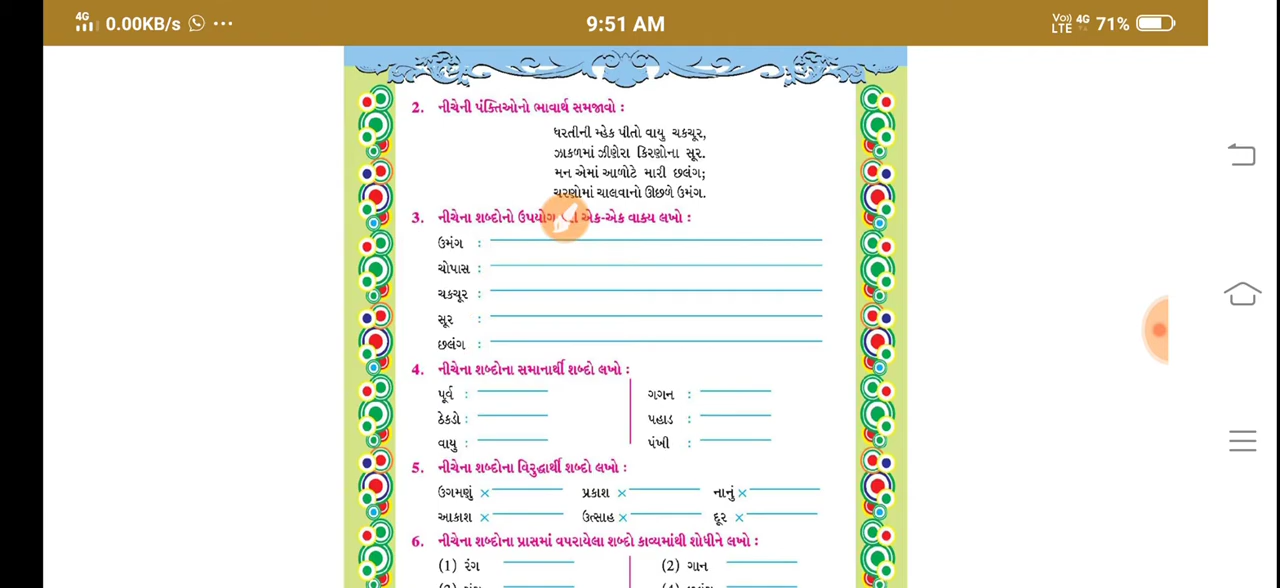 4G 0.00KB/s ...
9:51 AM
Vo) LTE 4G 71%
2. નીચેની પંક્તિઓનો ભાવાર્થ સમજાવો :
ધરતીની મ્હેક પીતો વાયુ ચકચૂર,
ઝાકળમાં ઝીણેરા કિરણોના સૂર.
મન એમાં આળોટે મારી છલંગ;
ચરણોમાં ચાલવાનો ઊછળે ઉમંગ.
3. નીચેના શબ્દોનો ઉપયોગ એક-એક વાક્ય લખો :
ઉમંગ :
ચોપાસ :
ચકચૂર :
સૂર :
છલંગ :
4. નીચેના શબ્દોના સમાનાર્થી શબ્દો લખો :
પૂર્વ : ગગન :
ઠેકડો : પહાડ :
વાયુ : પંખી :
5. નીચેના શબ્દોના વિરુદ્ધાર્થી શબ્દો લખો :
ઉગમણું × પ્રકાશ × નાનું ×
આકાશ × ઉત્સાહ × દૂર ×
6. નીચેના શબ્દોના પ્રાસમાં વપરાયેલા શબ્દો કાવ્યમાંથી શોધીને લખો :
(1) રંગ (2) ગાન